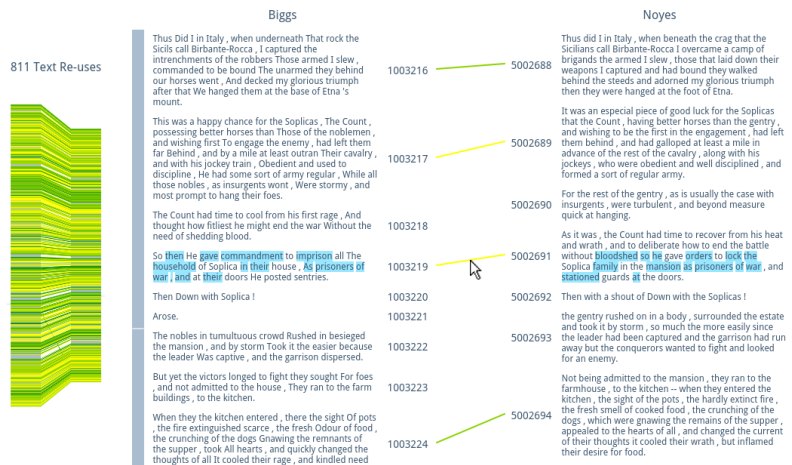 Biggs
Noyes
811 Text Re-uses
Thus Did I in Italy , when underneath That rock the
Sicils call Birbante-Rocca , I captured the
intrenchments of the robbers Those armed I slew ,
commanded to be bound The unarmed they behind
our horses went , And decked my glorious triumph
after that We hanged them at the base of Etna 's
mount.
1003216
5002688
Thus did I in Italy , when beneath the crag that the
Sicilians call Birbante-Rocca I overcame a camp of
brigands the armed I slew , those that laid down their
weapons I captured and had bound they walked
behind the steeds and adorned my glorious triumph
then they were hanged at the foot of Etna.
This was a happy chance for the Soplicas , The Count ,
possessing better horses than Those of the noblemen ,
and wishing first To engage the enemy , had left them
far Behind , and by a mile at least outran Their cavalry ,
and with his jockey train , Obedient and used to
discipline , He had some sort of army regular , While all
those nobles , as insurgents wont , Were stormy , and
most prompt to hang their foes.
1003217
5002689
It was an especial piece of good luck for the Soplicas
that the Count , having better horses than the gentry ,
and wishing to be the first in the engagement , had left
them behind , and had galloped at least a mile in
advance of the rest of the cavalry , along with his
jockeys , who were obedient and well disciplined , and
formed a sort of regular army.
5002690
For the rest of the gentry , as is usually the case with
insurgents , were turbulent , and beyond measure
quick at hanging.
The Count had time to cool from his first rage , And
thought how fitliest he might end the war Without the
need of shedding blood.
1003218
So then He gave commandment to imprison all The
household of Soplica in their house , As prisoners of
war , and at their doors He posted sentries.
1003219
5002691
As it was , the Count had time to recover from his heat
and wrath , and to deliberate how to end the battle
without bloodshed so he gave orders to lock the
Soplica family in the mansion as prisoners of war , and
stationed guards at the doors.
Then Down with Soplica !
1003220
5002692
Then with a shout of Down with the Soplicas !
Arose.
1003221
The nobles in tumultuous crowd Rushed in besieged
the mansion , and by storm Took it the easier because
the leader Was captive , and the garrison dispersed.
1003222
5002693
the gentry rushed on in a body , surrounded the estate
and took it by storm , so much the more easily since
the leader had been captured and the garrison had run
away but the conquerors wanted to fight and looked
for an enemy.
But yet the victors longed to fight they sought For foes
, and not admitted to the house , They ran to the farm
buildings , to the kitchen.
1003223
When they the kitchen entered , there the sight Of pots
, the fire extinguished scarce , the fresh Odour of food ,
the crunching of the dogs Gnawing the remnants of
the supper , took All hearts , and quickly changed the
thoughts of all It cooled their rage , and kindled need
1003224
5002694
Not being admitted to the mansion , they ran to the
farmhouse , to the kitchen -- when they entered the
kitchen , the sight of the pots , the hardly extinct fire ,
the fresh smell of cooked food , the crunching of the
dogs , which were gnawing the remains of the supper ,
appealed to the hearts of all , and changed the current
of their thoughts it cooled their wrath , but inflamed
their desire for food.